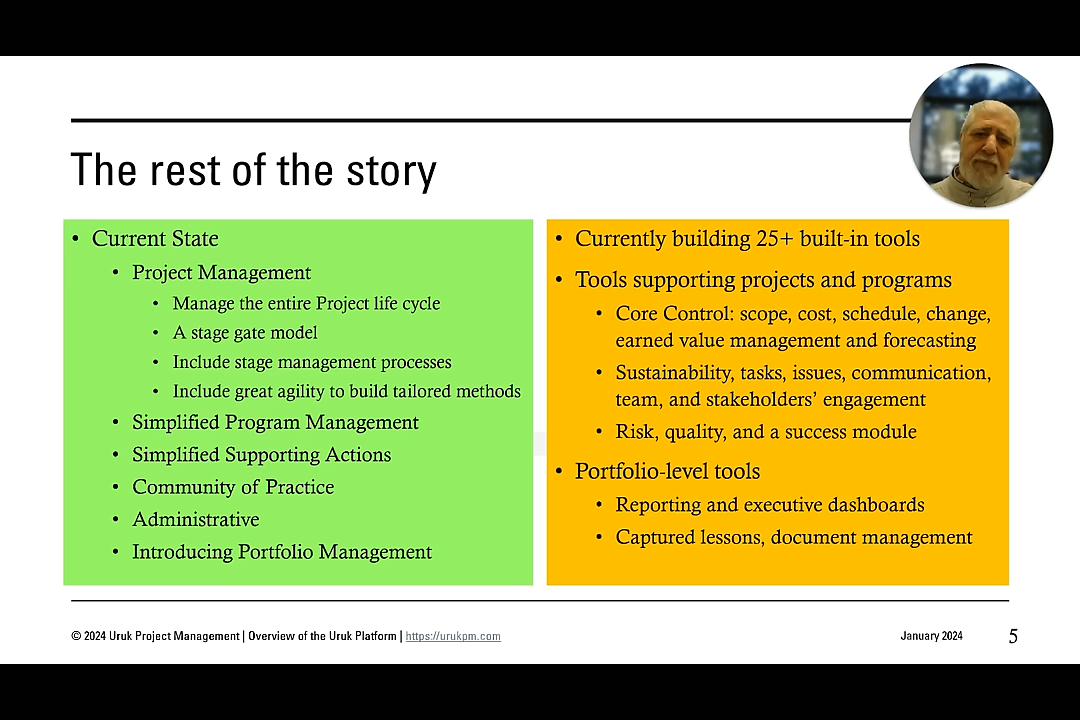 The rest of the story
• Current State
• Project Management
• Manage the entire Project life cycle
• A stage gate model
• Include stage management processes
• Include great agility to build tailored methods
• Simplified Program Management
• Simplified Supporting Actions
• Community of Practice
• Administrative
• Introducing Portfolio Management
• Currently building 25+ built-in tools
• Tools supporting projects and programs
• Core Control: scope, cost, schedule, change,
earned value management and forecasting
• Sustainability, tasks, issues, communication,
team, and stakeholders’ engagement
• Risk, quality, and a success module
• Portfolio-level tools
• Reporting and executive dashboards
• Captured lessons, document management
© 2024 Uruk Project Management | Overview of the Uruk Platform | https://urukpm.com
January 2024
5